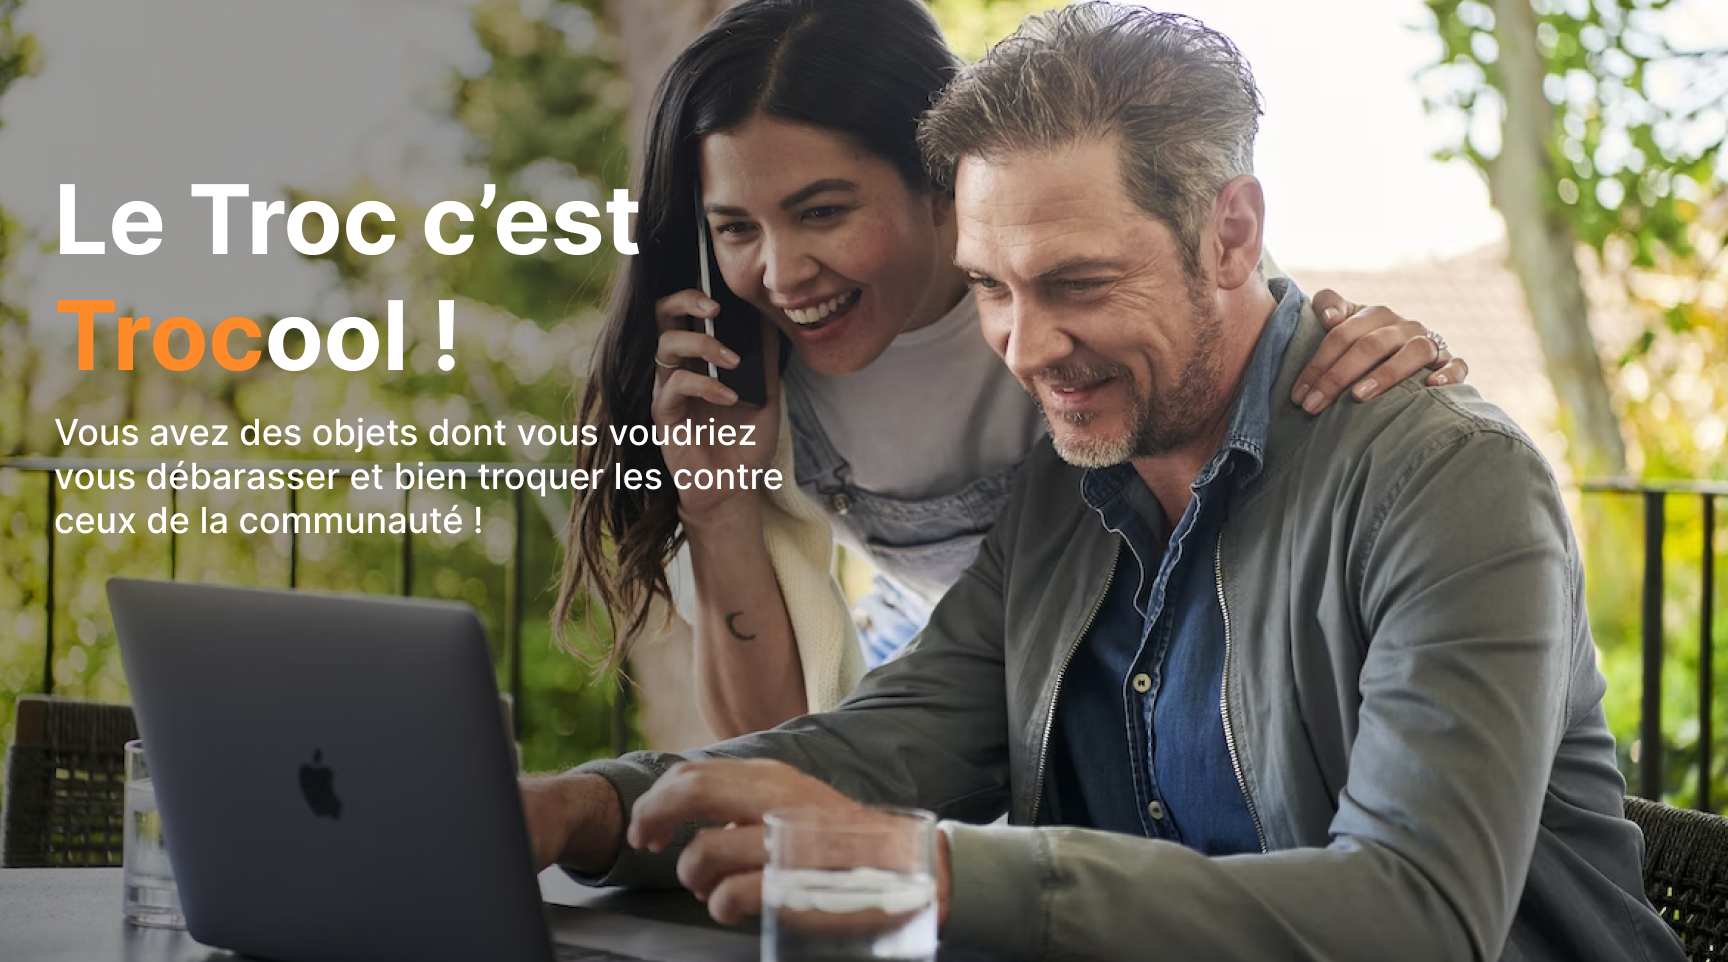 Le Troc c’est
Trocool !
Vous avez des objets dont vous voudriez
vous débarasser et bien troquer les contre
ceux de la communauté !